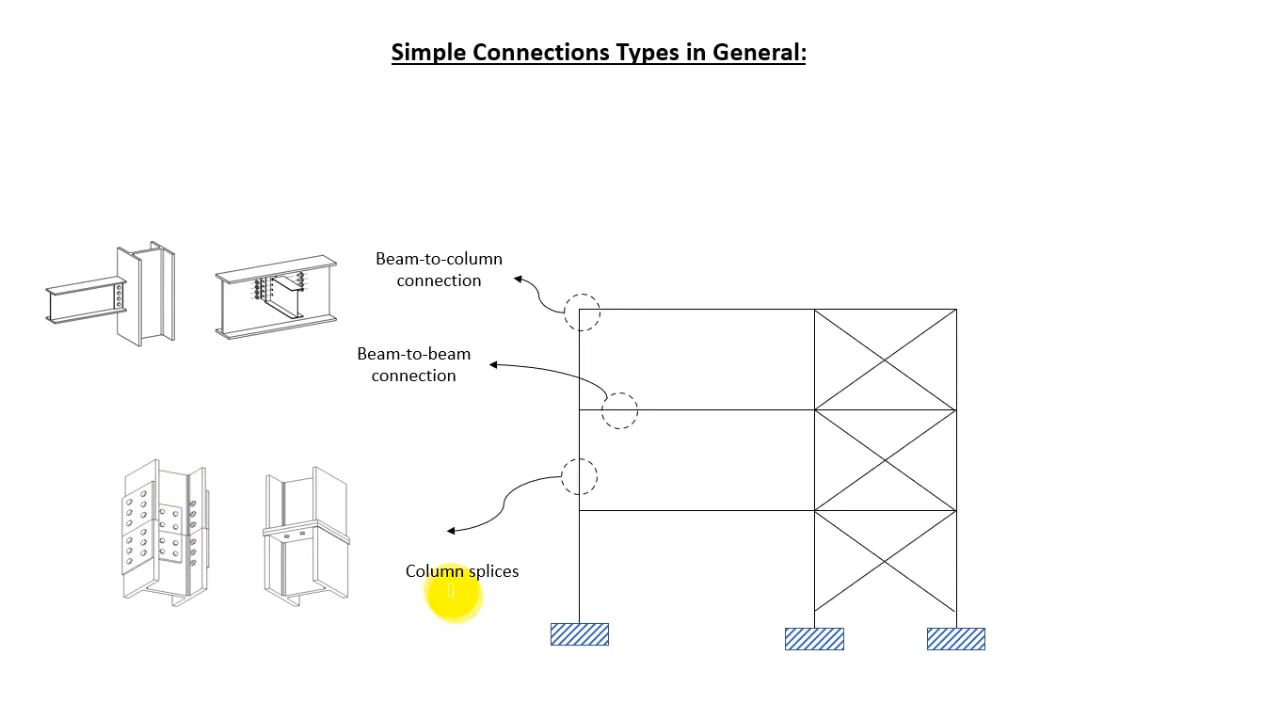 Simple Connections Types in General:
Beam-to-column
connection
Beam-to-beam
connection
Column splices